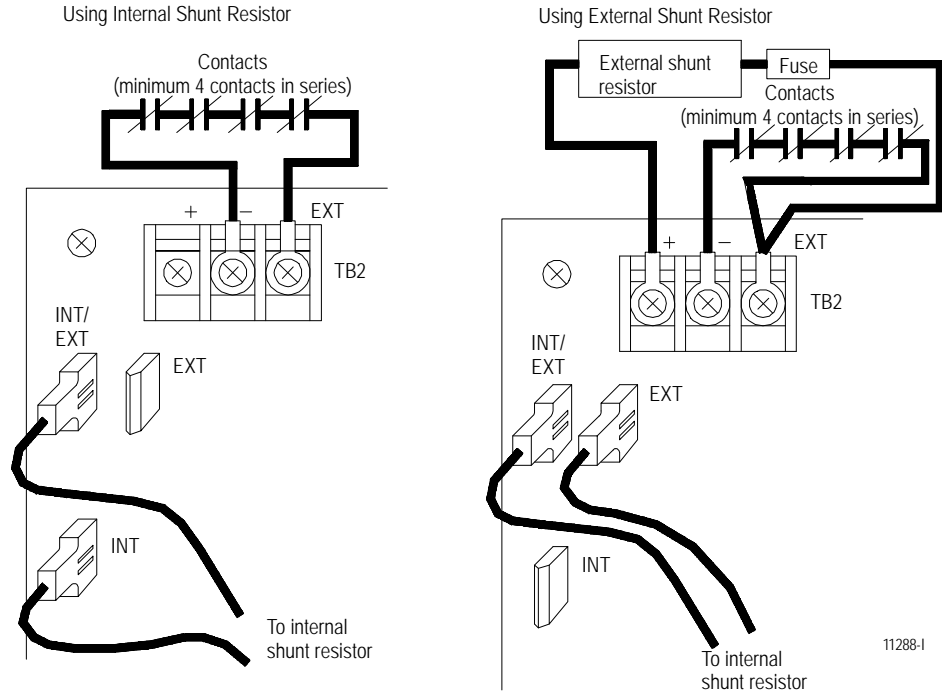 Using Internal Shunt Resistor
Contacts
(minimum 4 contacts in series)
+ − EXT
TB2
INT/
EXT
EXT
INT
To internal
shunt resistor
Using External Shunt Resistor
External shunt
resistor
Fuse
Contacts
(minimum 4 contacts in series)
+ − EXT
TB2
INT/
EXT
EXT
INT
To internal
shunt resistor
11288-I